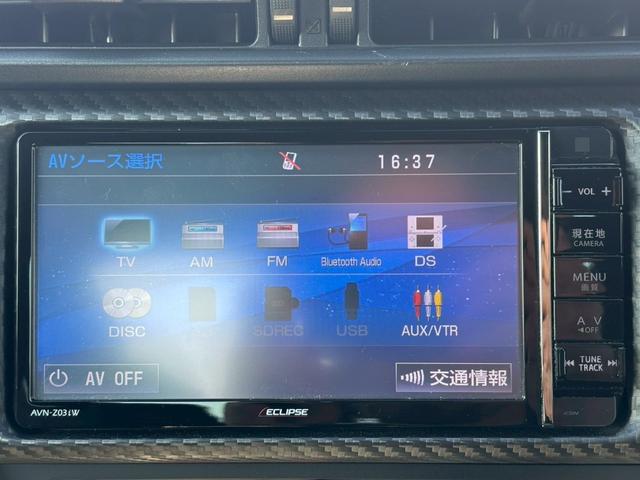 AVソース選択 16:37
TV AM FM Bluetooth Audio DS
DISC SD SDREC USB AUX/VTR
AV OFF 交通情報
AVN-Z03iW ECLIPSE
− VOL +
現在地
CAMERA
MENU
画質
A V
OFF
TUNE
TRACK